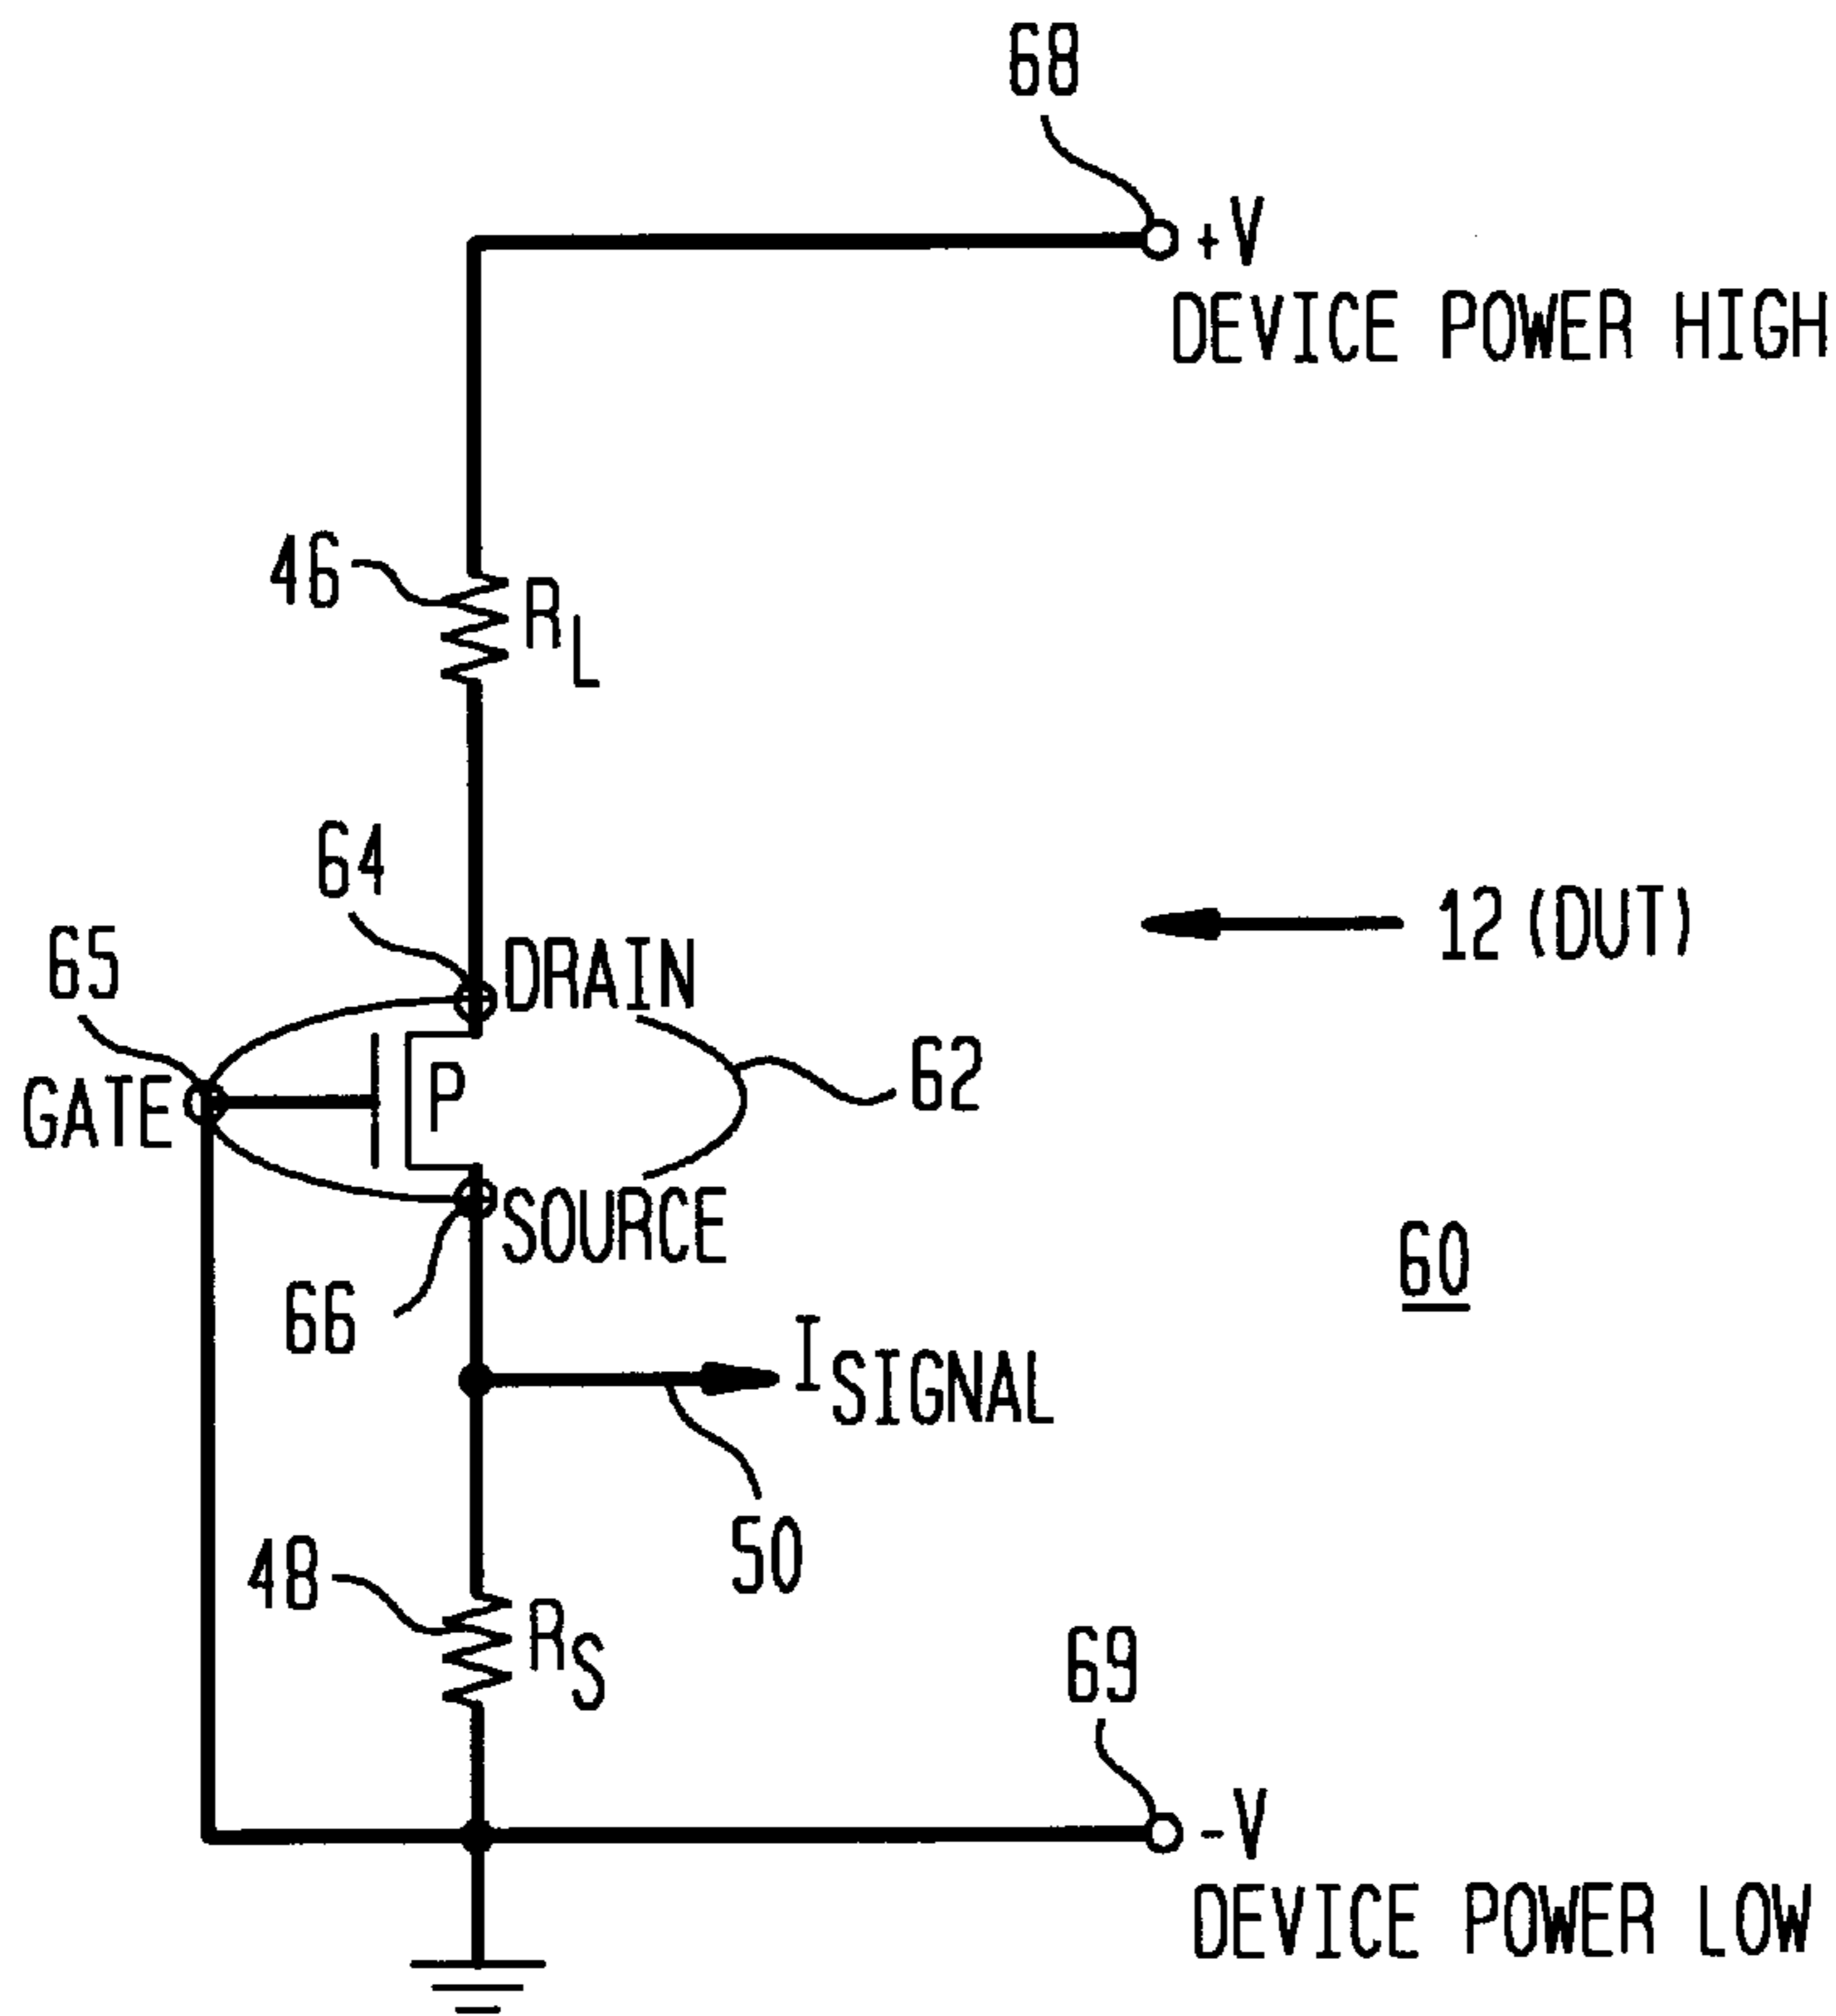 68
+V
DEVICE POWER HIGH
46
RL
64
65
DRAIN
12 (DUT)
GATE
P
62
SOURCE
60
66
ISIGNAL
50
48
RS
69
-V
DEVICE POWER LOW